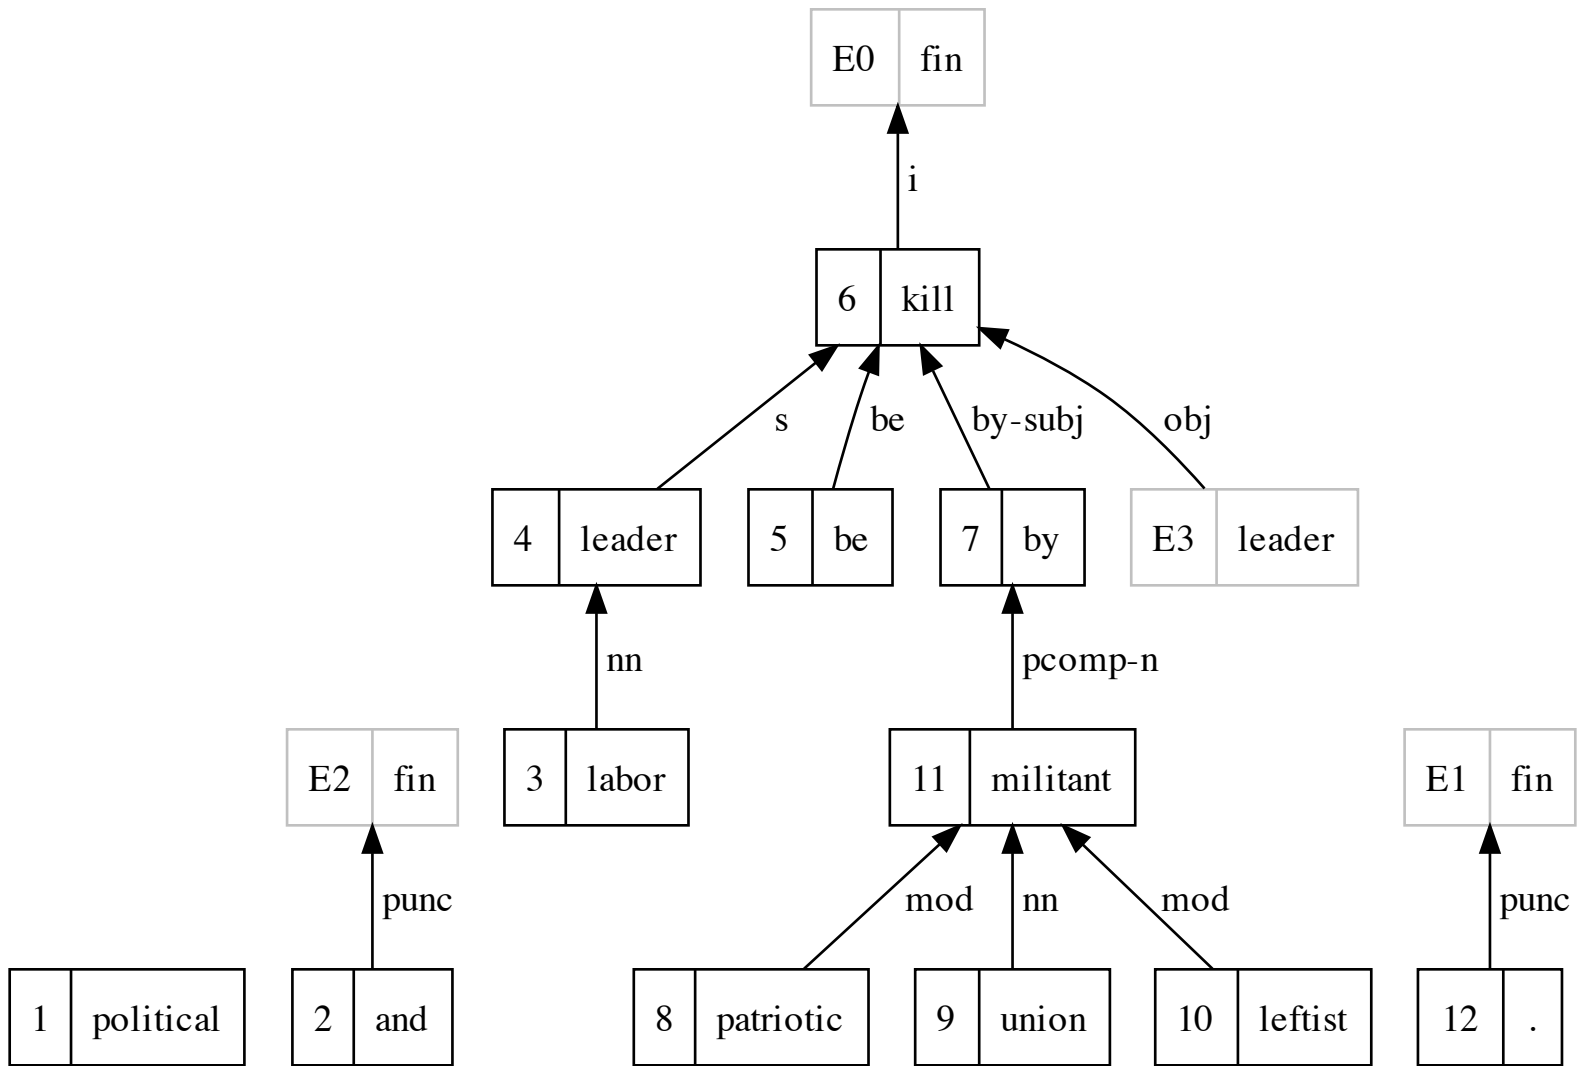 E0 fin
i
6 kill
s be by-subj obj
4 leader 5 be 7 by E3 leader
nn pcomp-n
E2 fin 3 labor 11 militant E1 fin
punc mod nn mod punc
1 political 2 and 8 patriotic 9 union 10 leftist 12 .